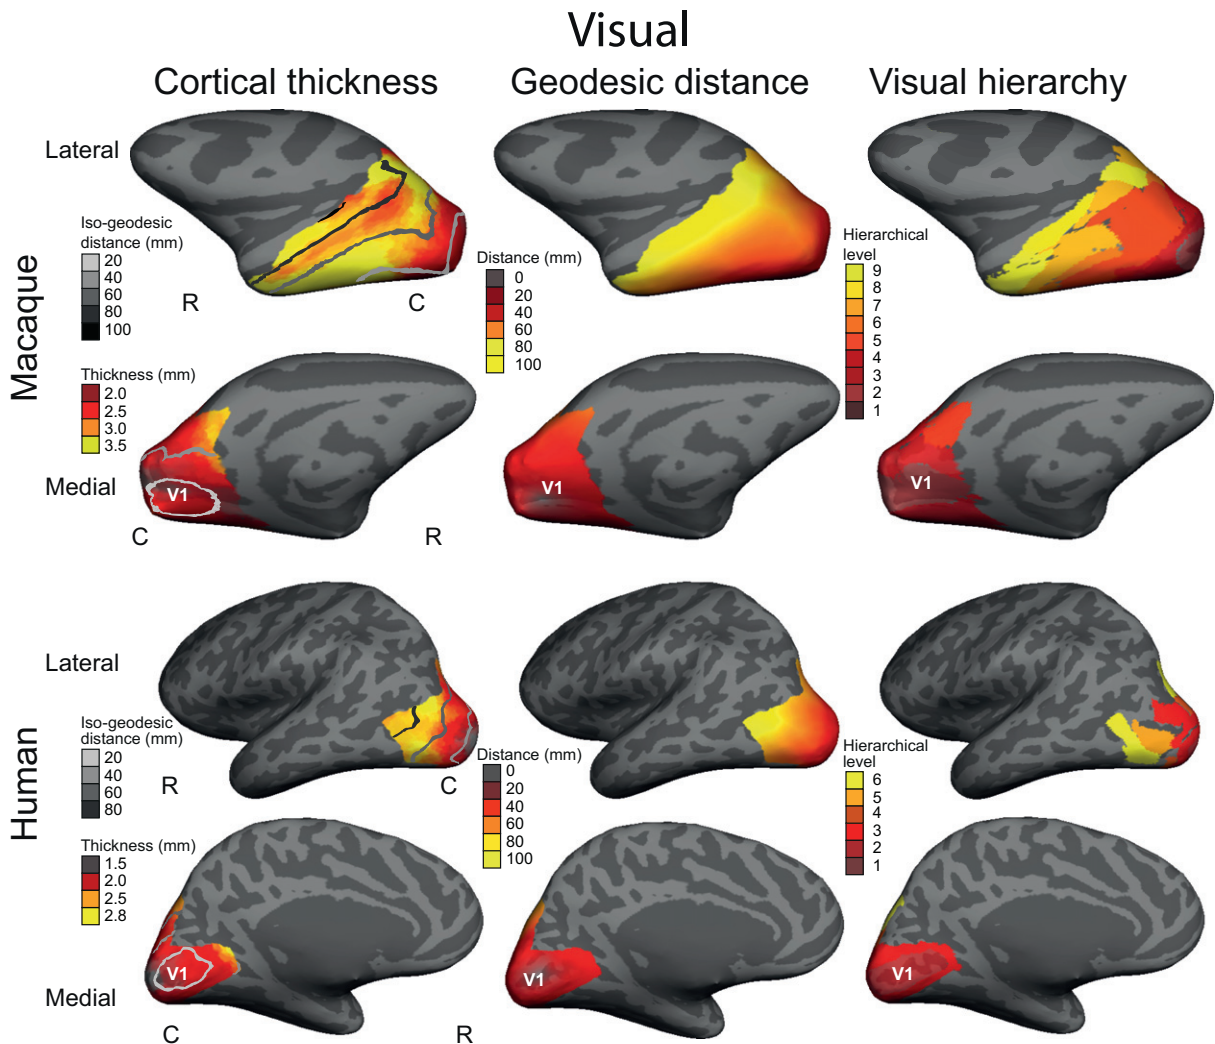 Visual
Cortical thickness
Geodesic distance
Visual hierarchy
Macaque
Lateral
Iso-geodesic
distance (mm)
20
40
60
80
100
R
C
Distance (mm)
0
20
40
60
80
100
Hierarchical
level
9
8
7
6
5
4
3
2
1
Thickness (mm)
2.0
2.5
3.0
3.5
Medial
V1
V1
V1
C
R
Human
Lateral
Iso-geodesic
distance (mm)
20
40
60
80
R
C
Distance (mm)
0
20
40
60
80
100
Hierarchical
level
6
5
4
3
2
1
Thickness (mm)
1.5
2.0
2.5
2.8
Medial
V1
V1
V1
C
R